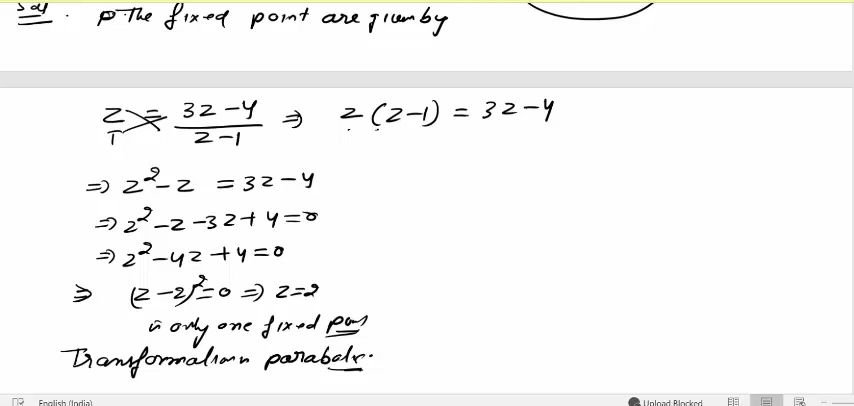 Sol. The fixed point are given by
z/1 = (3z-4)/(z-1) ⇒ z(z-1) = 3z-4
⇒ z²-z = 3z-4
⇒ z²-z-3z+4=0
⇒ z²-4z+4=0
⇒ (z-2)²=0 ⇒ z=2
is only one fixed
Transformation parabolic.
English (India)
Upload Blocked